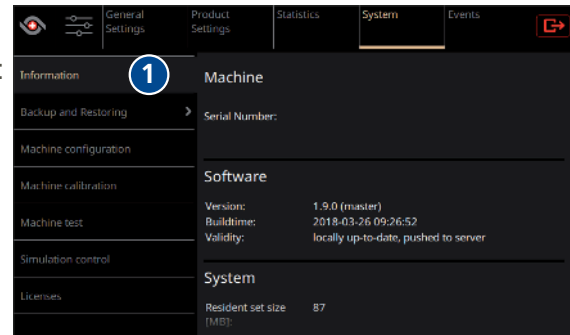 General Settings
Product Settings
Statistics
System
Events
Information
1
Backup and Restoring
Machine configuration
Machine calibration
Machine test
Simulation control
Licenses
Machine
Serial Number:
Software
Version: 1.9.0 (master)
Buildtime: 2018-03-26 09:26:52
Validity: locally up-to-date, pushed to server
System
Resident set size 87
[MB]: